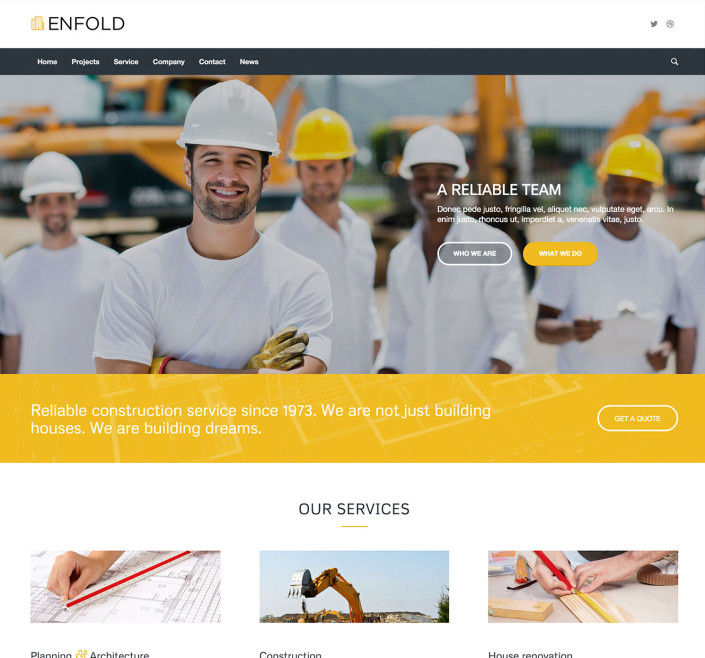 ENFOLD
Home Projects Service Company Contact News
A RELIABLE TEAM
Donec pede justo, fringilla vel, aliquet nec, vulputate eget, arcu. In
enim justo, rhoncus ut, imperdiet a, venenatis vitae, justo.
WHO WE ARE WHAT WE DO
Reliable construction service since 1973. We are not just building
houses. We are building dreams.
GET A QUOTE
OUR SERVICES
Planning & Architecture
Construction
House renovation